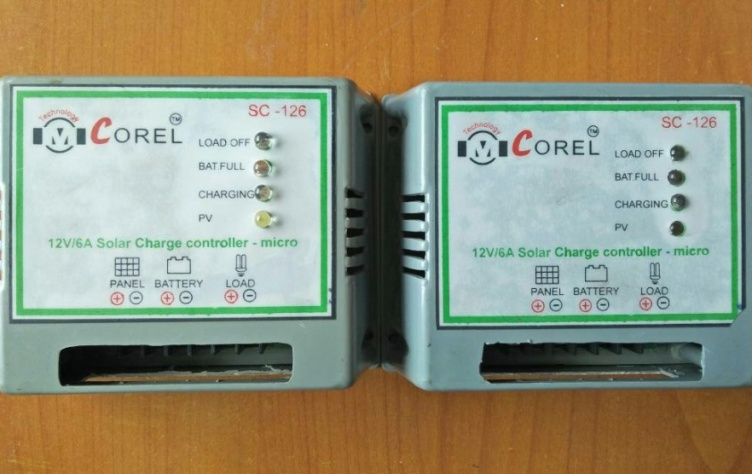 Technology
M COREL ™
SC -126
LOAD OFF
BAT.FULL
CHARGING
PV
12V/6A Solar Charge controller - micro
PANEL BATTERY LOAD
+ - + - + -
Technology
M COREL ™
SC -126
LOAD OFF
BAT.FULL
CHARGING
PV
12V/6A Solar Charge controller - micro
PANEL BATTERY LOAD
+ - + - + -